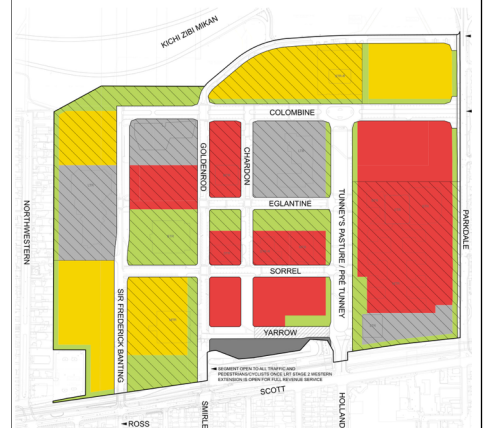 KICHI ZIBI MIKAN
COLOMBINE
GOLDENROD
CHARDON
EGLANTINE
TUNNEY'S PASTURE / PRÉ TUNNEY
PARKDALE
NORTHWESTERN
SORREL
SIR FREDERICK BANTING
YARROW
SEGMENT OPEN TO ALL TRAFFIC AND
PEDESTRIANS/CYCLISTS ONCE LRT STAGE 2 WESTERN
EXTENSION IS OPEN FOR FULL REVENUE SERVICE
SCOTT
ROSS
SMIRLE
HOLLAND